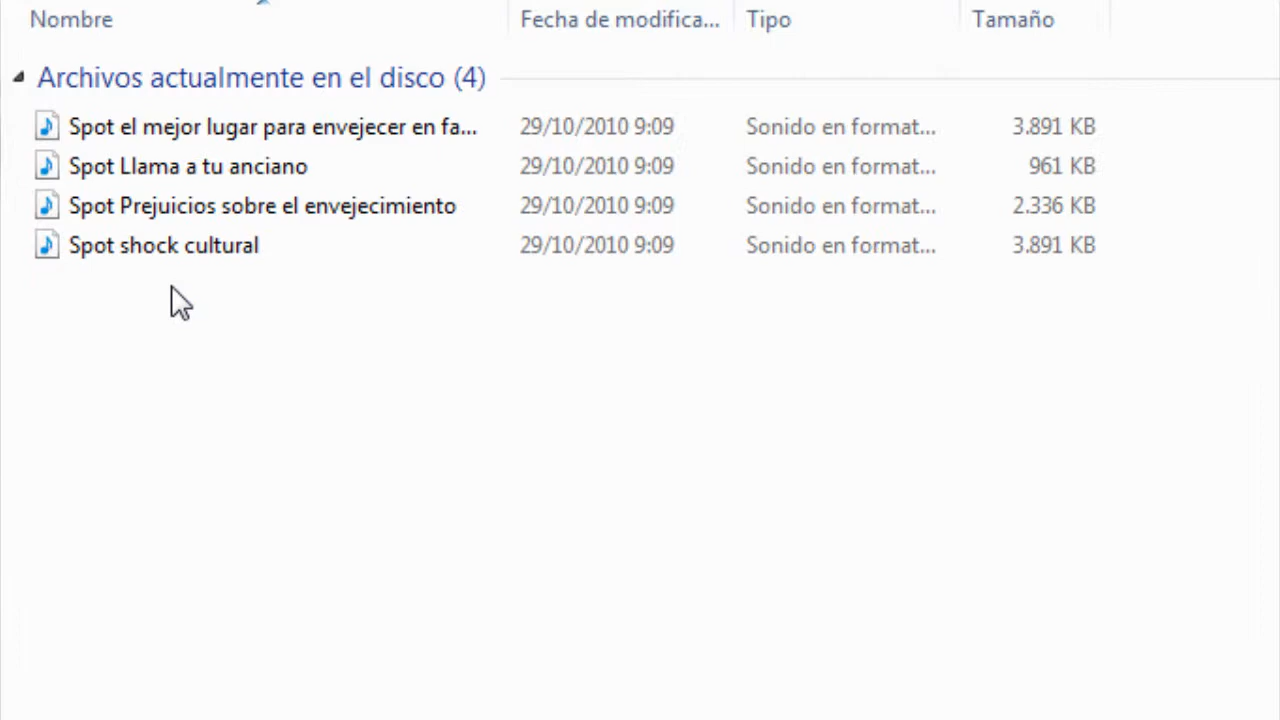 Nombre Fecha de modifica... Tipo Tamaño
Archivos actualmente en el disco (4)
Spot el mejor lugar para envejecer en fa... 29/10/2010 9:09 Sonido en format... 3.891 KB
Spot Llama a tu anciano 29/10/2010 9:09 Sonido en format... 961 KB
Spot Prejuicios sobre el envejecimiento 29/10/2010 9:09 Sonido en format... 2.336 KB
Spot shock cultural 29/10/2010 9:09 Sonido en format... 3.891 KB